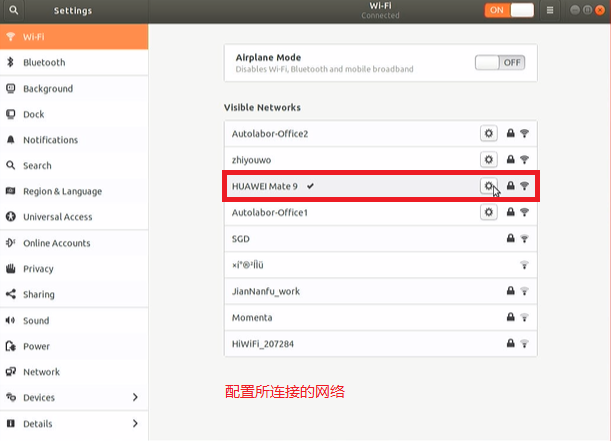 Settings
Wi-Fi
Connected
ON
Wi-Fi
Bluetooth
Background
Dock
Notifications
Search
Region & Language
Universal Access
Online Accounts
Privacy
Sharing
Sound
Power
Network
Devices
Details
Airplane Mode
Disables Wi-Fi, Bluetooth and mobile broadband
OFF
Visible Networks
Autolabor-Office2
zhiyouwo
HUAWEI Mate 9
Autolabor-Office1
SGD
JianNanfu_work
Momenta
HiWiFi_207284
配置所连接的网络